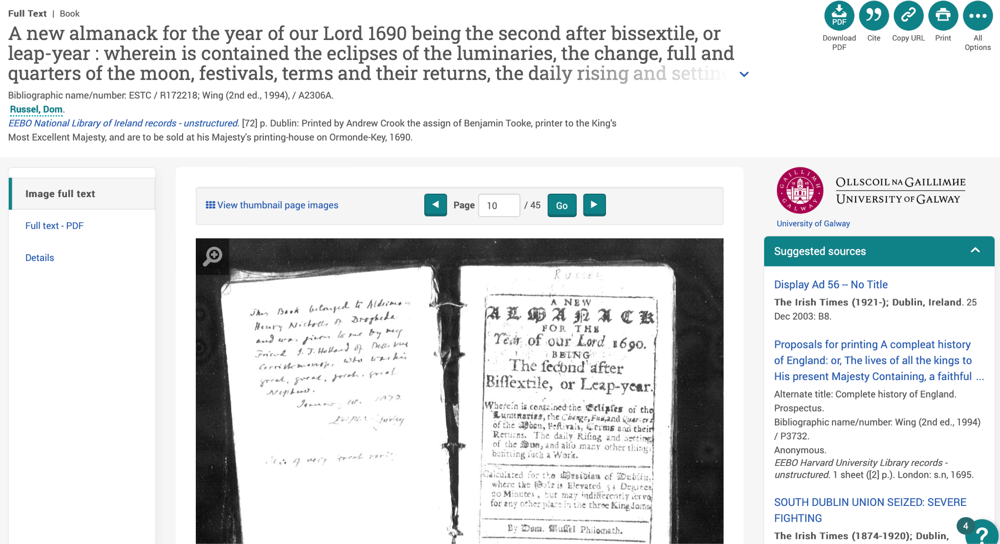 Full Text | Book
A new almanack for the year of our Lord 1690 being the second after bissextile, or
leap-year : wherein is contained the eclipses of the luminaries, the change, full and
quarters of the moon, festivals, terms and their returns, the daily rising and settin
Bibliographic name/number: ESTC / R172218; Wing (2nd ed., 1994), / A2306A.
Russel, Dom.
EEBO National Library of Ireland records - unstructured. [72] p. Dublin: Printed by Andrew Crook the assign of Benjamin Tooke, printer to the King's
Most Excellent Majesty, and are to be sold at his Majesty's printing-house on Ormonde-Key, 1690.
PDF
Download PDF
Cite
Copy URL
Print
All Options
Image full text
Full text - PDF
Details
View thumbnail page images
Page 10 / 45 Go
This Book belonged to Alderman
Henry Nicholls of Drogheda
and was given to me by my
Friend J. J. Holland of
who was his
great, great, great, great
Nephew.
1873
of very great rarity
RUSSEL
A NEW
ALMANACK
FOR THE
Year of our Lord 1690.
BEING
The ſecond after
Biſſextile, or Leap-year.
Wherein is contained the Eclipſes of the
Luminaries, the Change, Full, and Quarters
of the Moon, Feſtivals, Terms and their
Returns. The daily Riſing and setting
of the Sun, and alſo many other things
befitting ſuch a Work.
Calculated for the Meridian of Dublin,
where the Pole is Elevated 53 Degrees
20 Minutes, but may indifferently ſerve
for any other place in the three Kingdoms
By Dom. Ruſſel Philomath.
GAILLIMH
18 45
GALWAY
OLLSCOIL NA GAILLIMHE
UNIVERSITY OF GALWAY
University of Galway
Suggested sources
Display Ad 56 -- No Title
The Irish Times (1921-); Dublin, Ireland. 25
Dec 2003: B8.
Proposals for printing A compleat history
of England: or, The lives of all the kings to
His present Majesty Containing, a faithful ...
Alternate title: Complete history of England.
Prospectus.
Bibliographic name/number: Wing (2nd ed., 1994)
/ P3732.
Anonymous.
EEBO Harvard University Library records -
unstructured. 1 sheet ([2] p.). London: s.n, 1695.
SOUTH DUBLIN UNION SEIZED: SEVERE
FIGHTING
The Irish Times (1874-1920); Dublin,
4
?